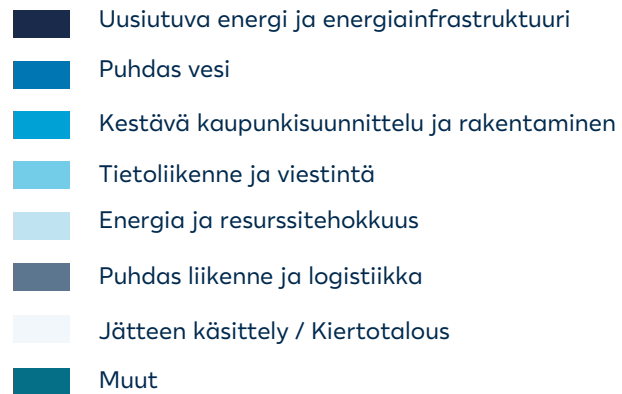 Uusiutuva energi ja energiainfrastruktuuri
Puhdas vesi
Kestävä kaupunkisuunnittelu ja rakentaminen
Tietoliikenne ja viestintä
Energia ja resurssitehokkuus
Puhdas liikenne ja logistiikka
Jätteen käsittely / Kiertotalous
Muut